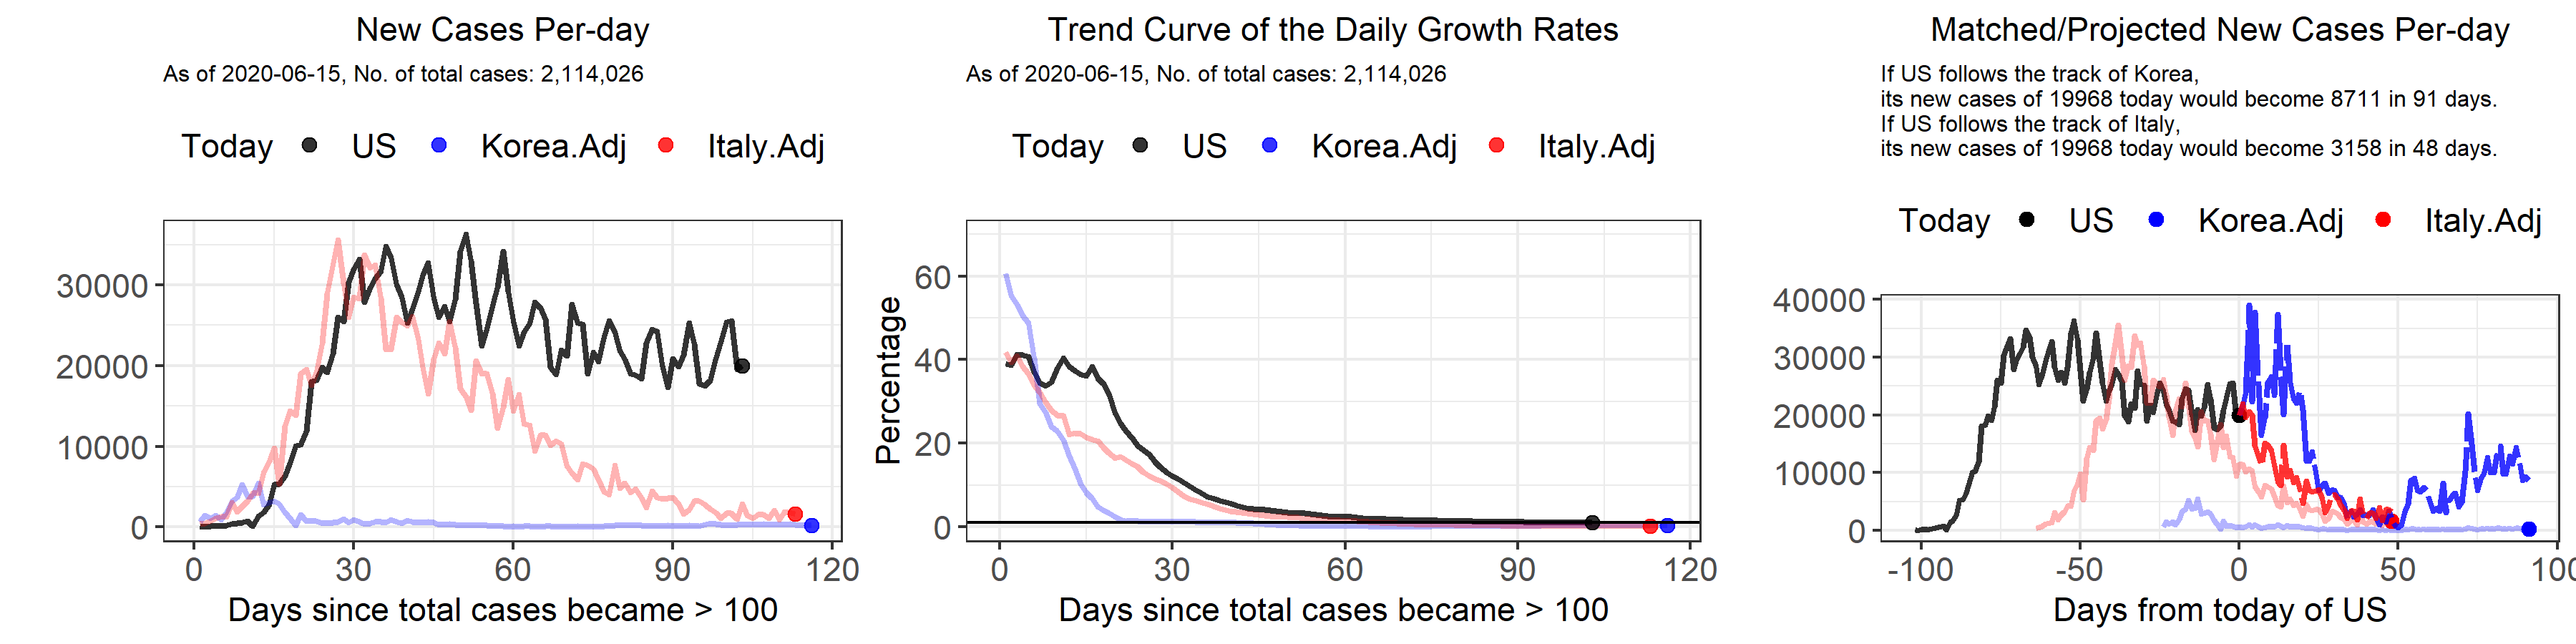 New Cases Per-day
As of 2020-06-15, No. of total cases: 2,114,026
Today US Korea.Adj Italy.Adj
30000
20000
10000
0
0 30 60 90 120
Days since total cases became > 100
Trend Curve of the Daily Growth Rates
As of 2020-06-15, No. of total cases: 2,114,026
Today US Korea.Adj Italy.Adj
Percentage
60
40
20
0
0 30 60 90 120
Days since total cases became > 100
Matched/Projected New Cases Per-day
If US follows the track of Korea,
its new cases of 19968 today would become 8711 in 91 days.
If US follows the track of Italy,
its new cases of 19968 today would become 3158 in 48 days.
Today US Korea.Adj Italy.Adj
40000
30000
20000
10000
0
-100 -50 0 50 100
Days from today of US